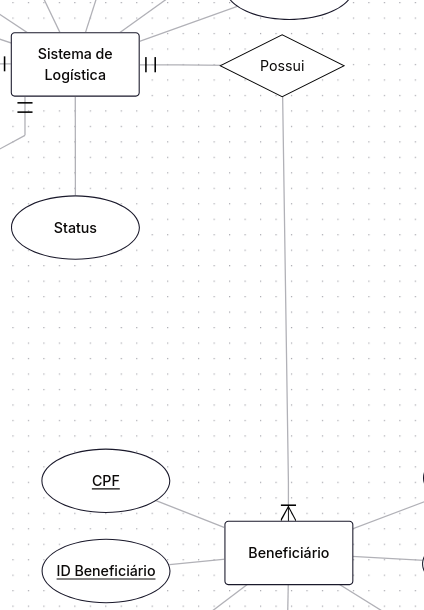 Sistema de
Logística
Possui
Status
CPF
ID Beneficiário
Beneficiário